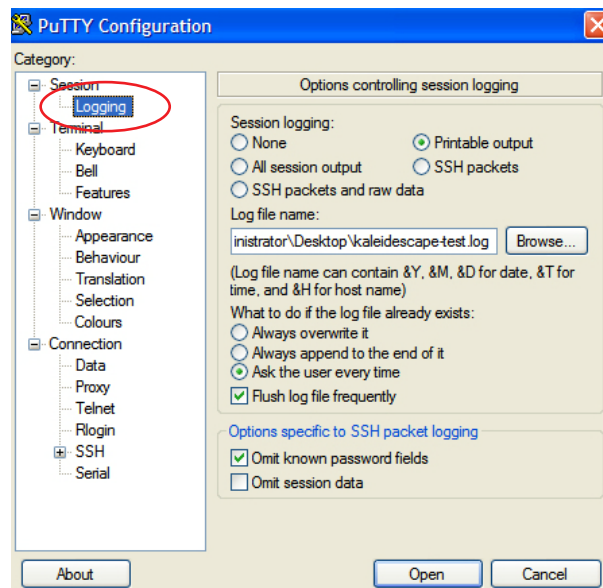 PuTTY Configuration
Category:
Session
Logging
Terminal
Keyboard
Bell
Features
Window
Appearance
Behaviour
Translation
Selection
Colours
Connection
Data
Proxy
Telnet
Rlogin
SSH
Serial
Options controlling session logging
Session logging:
None
Printable output
All session output
SSH packets
SSH packets and raw data
Log file name:
inistrator\Desktop\kaleidescape-test.log
Browse...
(Log file name can contain &Y, &M, &D for date, &T for
time, and &H for host name)
What to do if the log file already exists:
Always overwrite it
Always append to the end of it
Ask the user every time
Flush log file frequently
Options specific to SSH packet logging
Omit known password fields
Omit session data
About
Open
Cancel